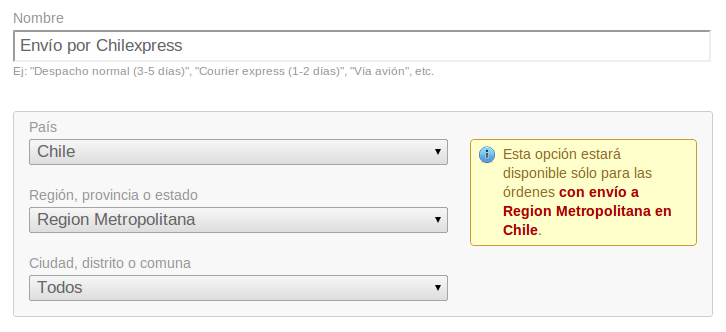 Nombre
Envío por Chilexpress
Ej: "Despacho normal (3-5 días)", "Courier express (1-2 días)", "Vía avión", etc.
País
Chile
Región, provincia o estado
Region Metropolitana
Ciudad, distrito o comuna
Todos
Esta opción estará
disponible sólo para las
órdenes con envío a
Region Metropolitana en
Chile.